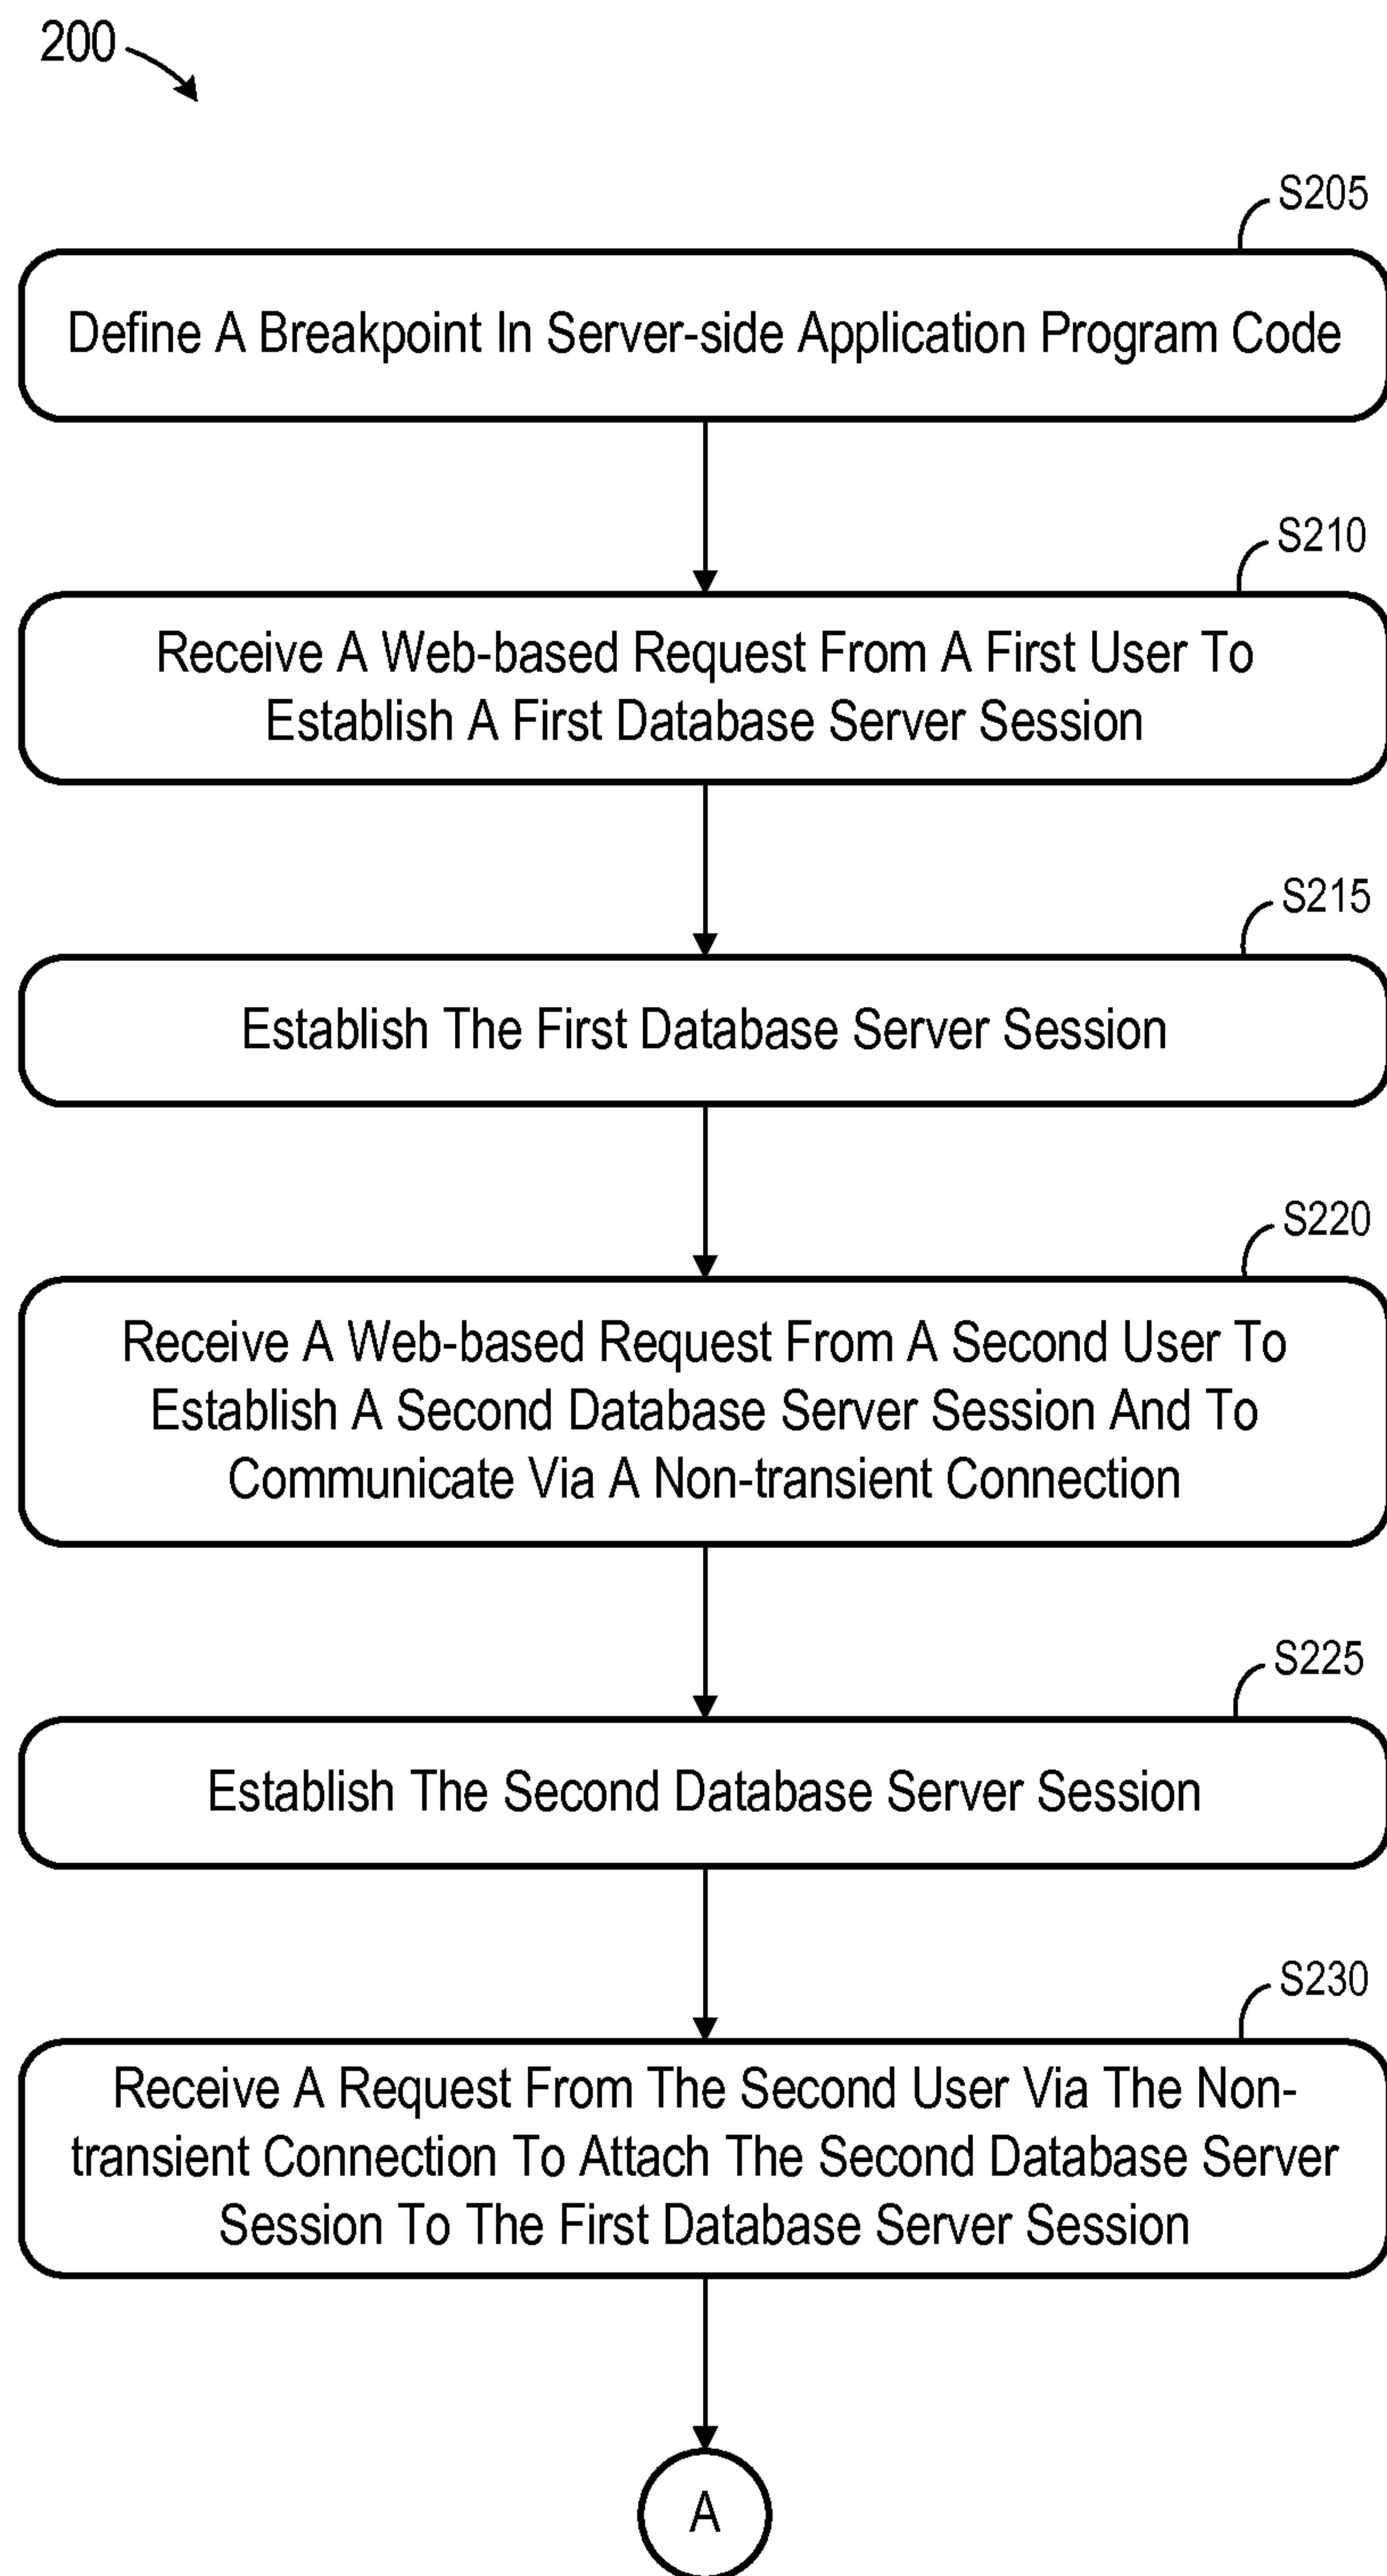 200
S205
Define A Breakpoint In Server-side Application Program Code
S210
Receive A Web-based Request From A First User To
Establish A First Database Server Session
S215
Establish The First Database Server Session
S220
Receive A Web-based Request From A Second User To
Establish A Second Database Server Session And To
Communicate Via A Non-transient Connection
S225
Establish The Second Database Server Session
S230
Receive A Request From The Second User Via The Non-
transient Connection To Attach The Second Database Server
Session To The First Database Server Session
A